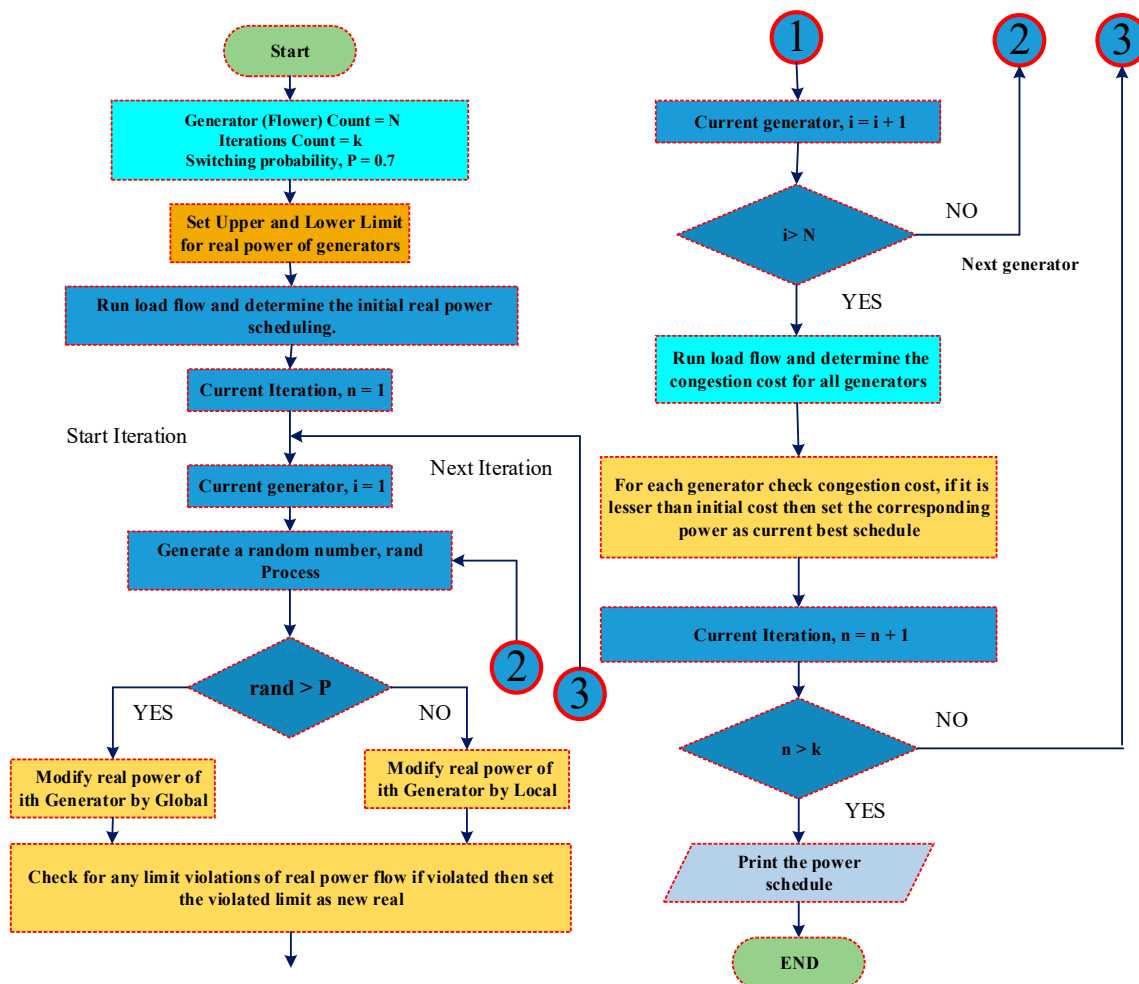 Start
Generator (Flower) Count = N
Iterations Count = k
Switching probability, P = 0.7
Set Upper and Lower Limit
for real power of generators
Run load flow and determine the initial real power
scheduling.
Current Iteration, n = 1
Start Iteration
Next Iteration
Current generator, i = 1
Generate a random number, rand
Process
2
3
rand > P
YES
NO
Modify real power of
ith Generator by Global
Modify real power of
ith Generator by Local
Check for any limit violations of real power flow if violated then set
the violated limit as new real
1
2
3
Current generator, i = i + 1
i> N
NO
Next generator
YES
Run load flow and determine the
congestion cost for all generators
For each generator check congestion cost, if it is
lesser than initial cost then set the corresponding
power as current best schedule
Current Iteration, n = n + 1
n > k
NO
YES
Print the power
schedule
END